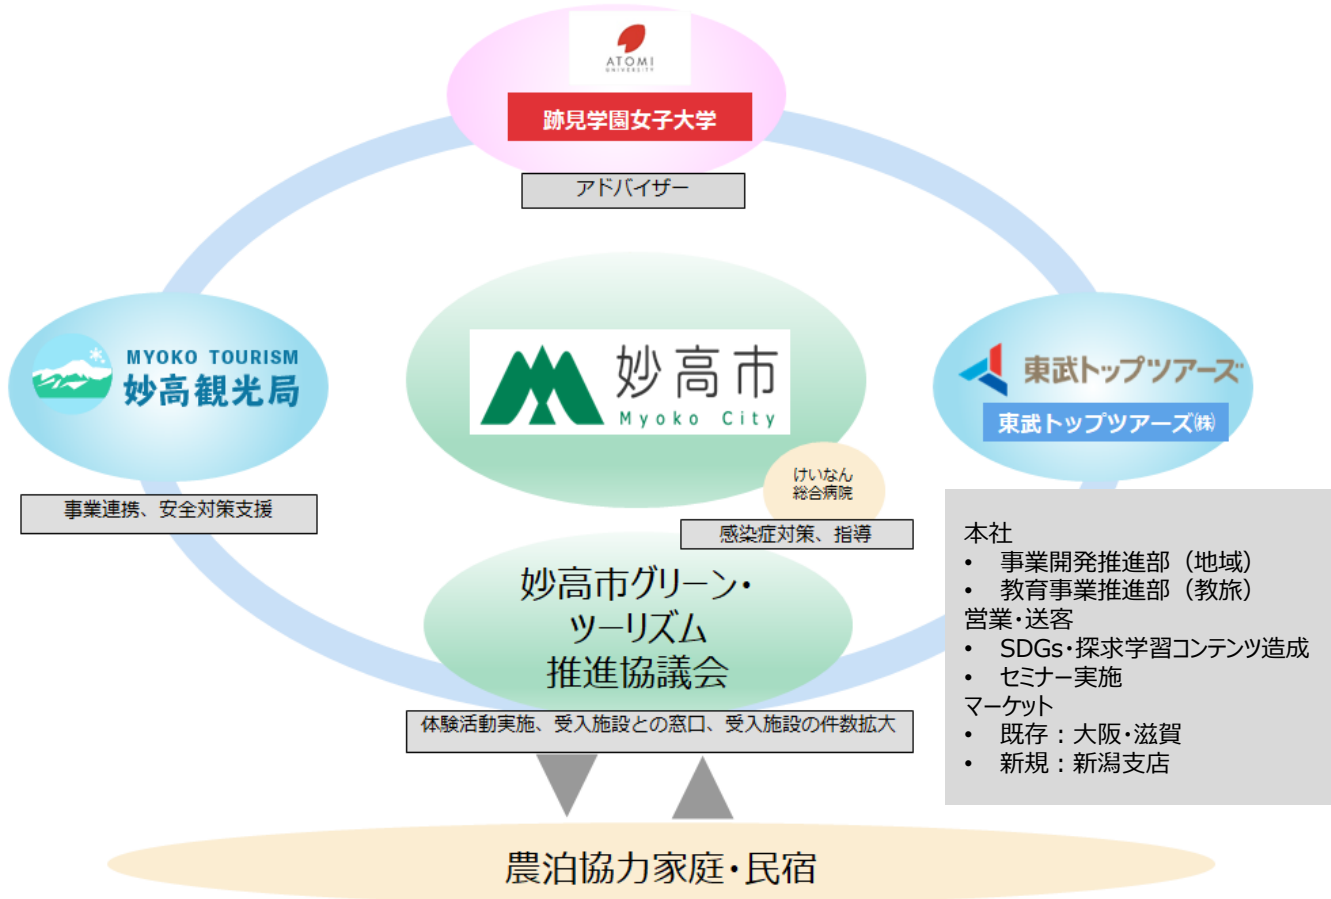 ATOMI
UNIVERSITY
跡見学園女子大学
アドバイザー
MYOKO TOURISM
妙高観光局
事業連携、安全対策支援
妙高市
Myoko City
けいなん
総合病院
感染症対策、指導
東武トップツアーズ
東武トップツアーズ㈱
本社
• 事業開発推進部（地域）
• 教育事業推進部（教旅）
営業・送客
• SDGs・探求学習コンテンツ造成
• セミナー実施
マーケット
• 既存：大阪・滋賀
• 新規：新潟支店
妙高市グリーン・
ツーリズム
推進協議会
体験活動実施、受入施設との窓口、受入施設の件数拡大
農泊協力家庭・民宿